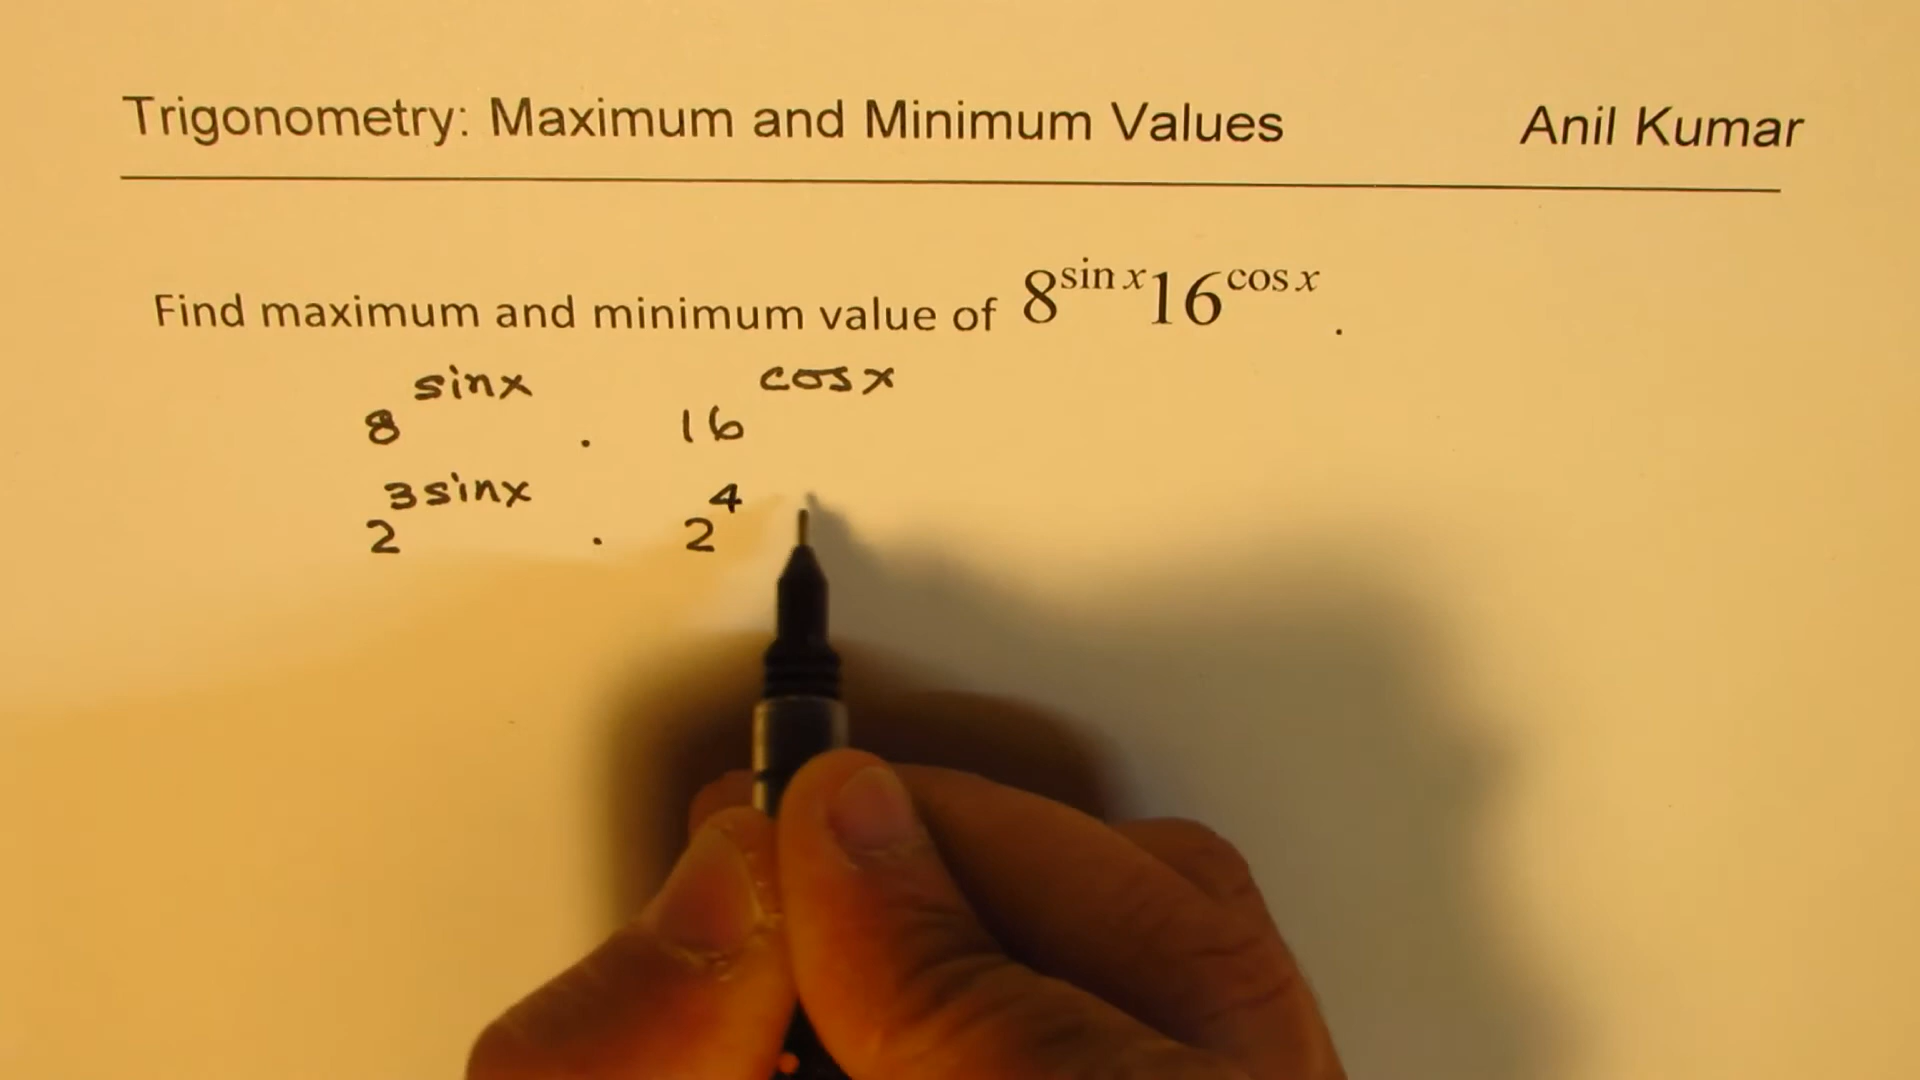 Trigonometry: Maximum and Minimum Values Anil Kumar
Find maximum and minimum value of 8^{sin x}16^{cos x}.
8^{sinx} . 16^{cosx}
2^{3sinx} . 2^{4}